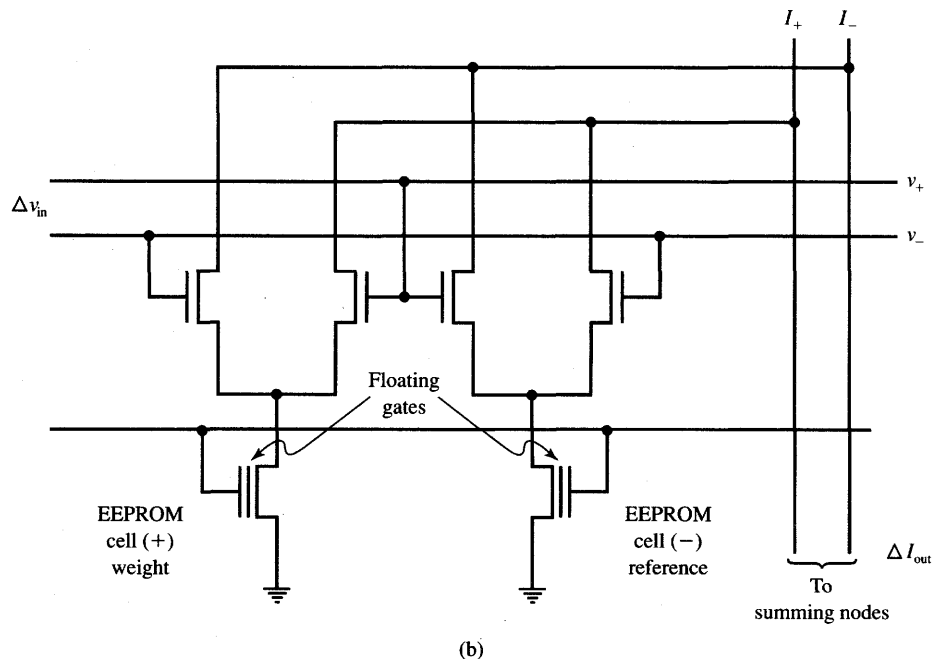 I+ I−
v+
Δvin
v−
Floating
gates
EEPROM
cell (+)
weight
EEPROM
cell (−)
reference
ΔIout
To
summing nodes
(b)